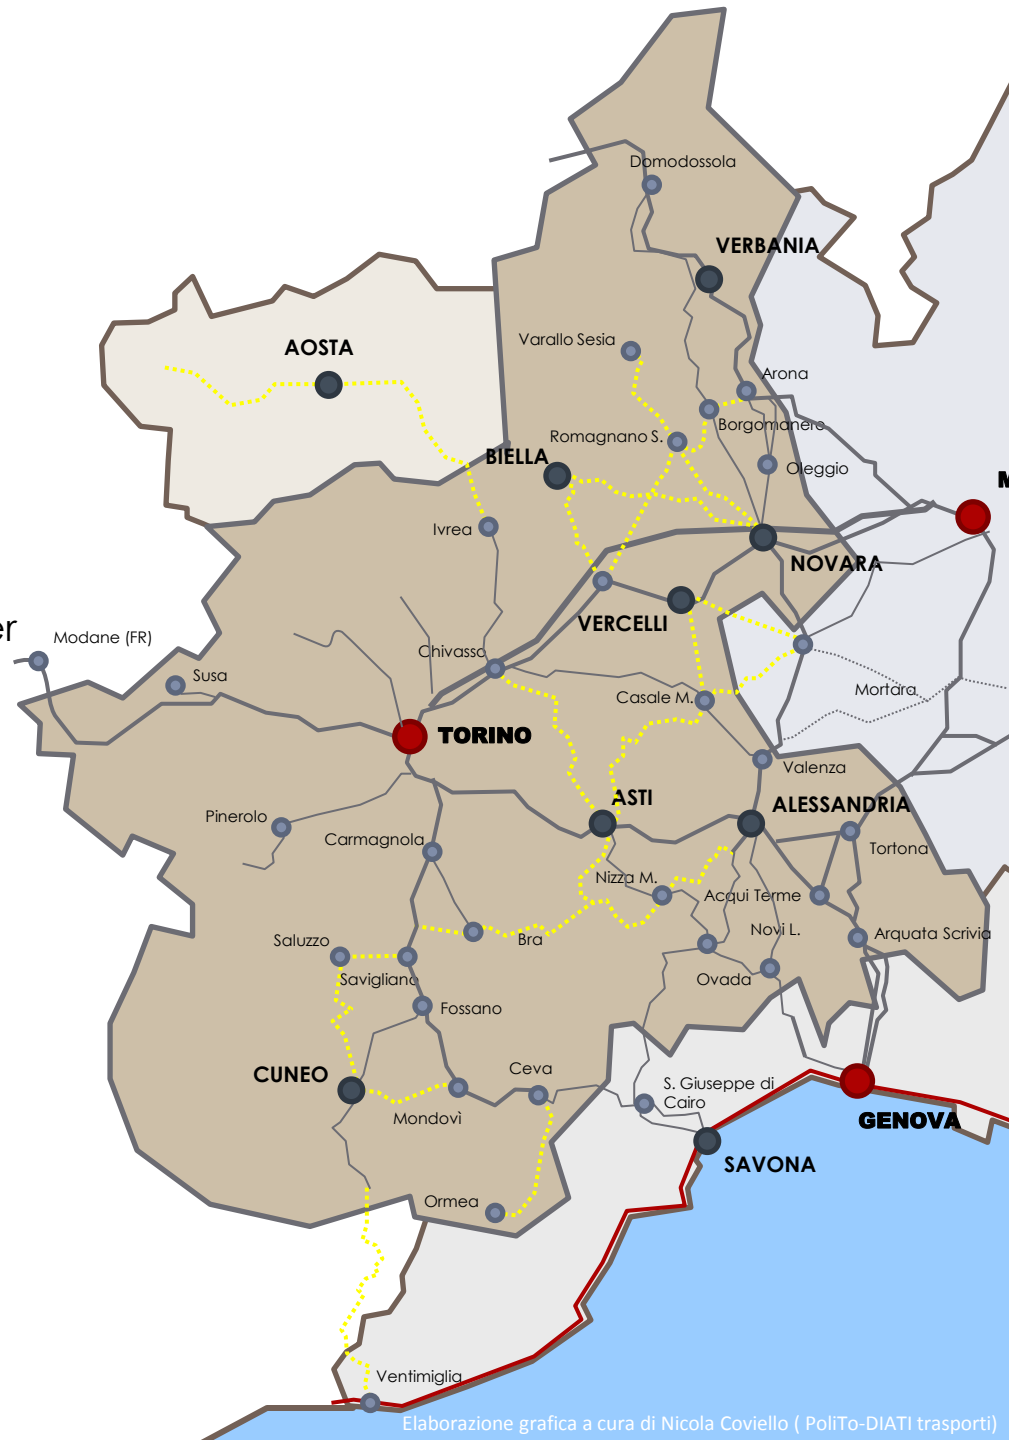 Domodossola
VERBANIA
Varallo Sesia
AOSTA
Arona
Borgomanero
Romagnano S.
BIELLA
Oleggio
M
Ivrea
NOVARA
VERCELLI
er
Modane (FR)
Chivasso
Susa
Casale M.
Mortara
TORINO
Valenza
ASTI
ALESSANDRIA
Pinerolo
Carmagnola
Tortona
Nizza M.
Acqui Terme
Saluzzo
Bra
Novi L.
Arquata Scrivia
Savigliano
Ovada
Fossano
CUNEO
Ceva
S. Giuseppe di
Cairo
Mondovì
GENOVA
SAVONA
Ormea
Ventimiglia
Elaborazione grafica a cura di Nicola Coviello ( PoliTo-DIATI trasporti)